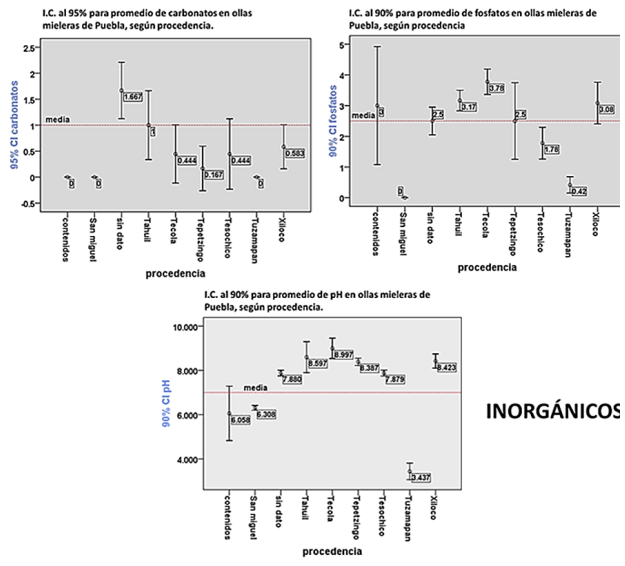 I.C. al 95% para promedio de carbonatos en ollas
mieleras de Puebla, según procedencia.
2.5
2.0
1.5
1
0.5
0
-0.5
95% CI carbonatos
media
0
0
1.667
1
0.444
0.167
0.444
0
0.583
contenidos
San miguel
sin dato
Tahuil
Tecola
Tepetzingo
Tesochico
Tuzamapan
Xiloco
procedencia
I.C. al 90% para promedio de fosfatos en ollas mieleras de
Puebla, según procedencia
5
4
3
2
1
0
90% CI fosfatos
media
3
0
2.5
3.17
3.78
2.5
1.78
0.42
3.08
contenidos
San miguel
sin dato
Tahuil
Tecola
Tepetzingo
Tesochico
Tuzamapan
Xiloco
procedencia
I.C. al 90% para promedio de pH en ollas mieleras de
Puebla, según procedencia.
10.000
8.000
6.000
4.000
90% CI pH
media
6.058
6.308
7.880
8.597
8.997
8.387
7.879
3.437
8.423
contenidos
San miguel
sin dato
Tahuil
Tecola
Tepetzingo
Tesochico
Tuzamapan
Xiloco
procedencia
INORGÁNICOS